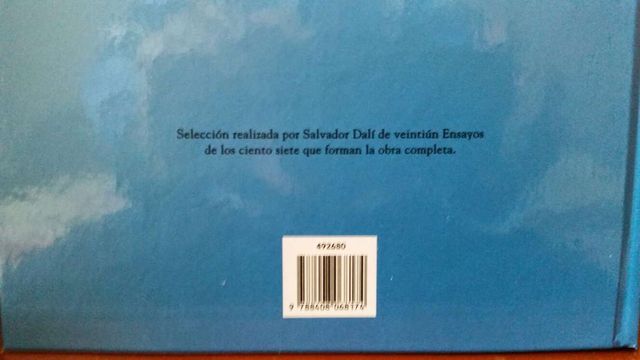 Selección realizada por Salvador Dalí de veintiún Ensayos
de los ciento siete que forman la obra completa.
492680
9 788408 068174